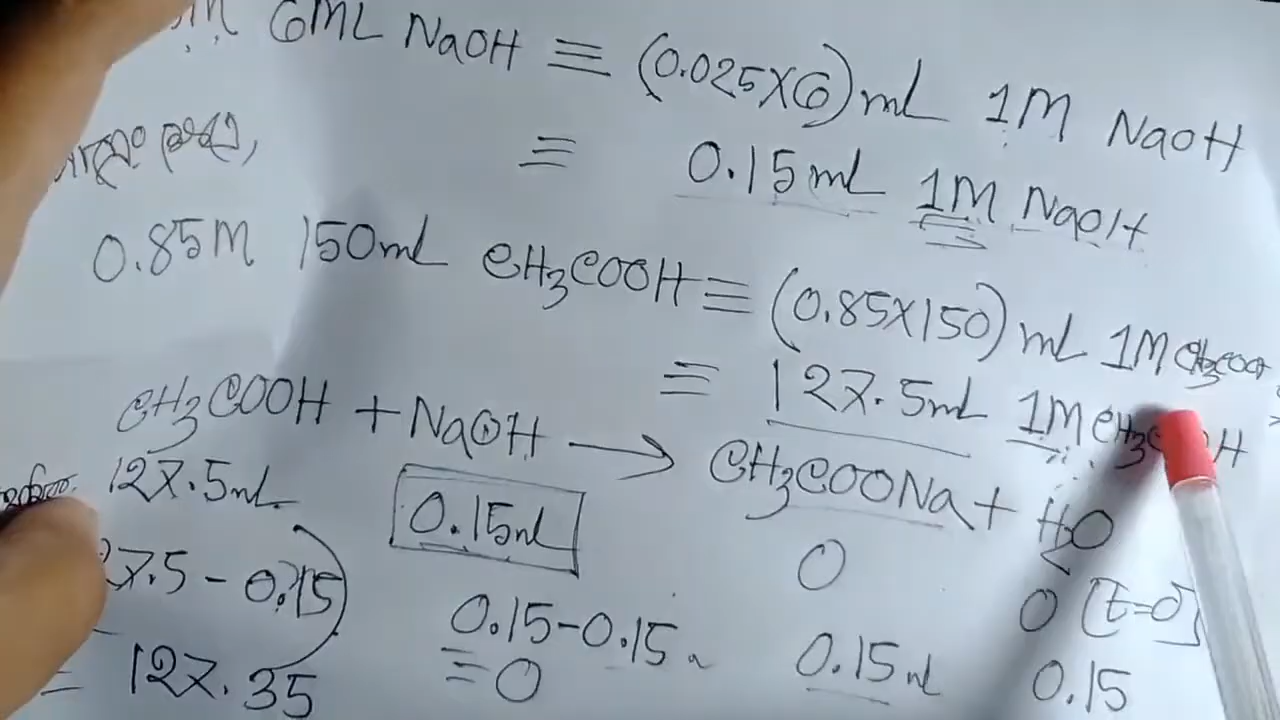 6ML NaOH ≡ (0.025×6)mL 1M NaOH
≡ 0.15mL 1M NaOH
0.85M 150mL CH3COOH ≡ (0.85×150) mL 1M CH3COOH
≡ 127.5mL 1M CH3COOH
CH3COOH + NaOH → CH3COONa + H2O
127.5mL 0.15mL 0 0 [t=0]
27.5 - 0.15) 0.15-0.15 0.15mL 0.15
= 127.35 = 0